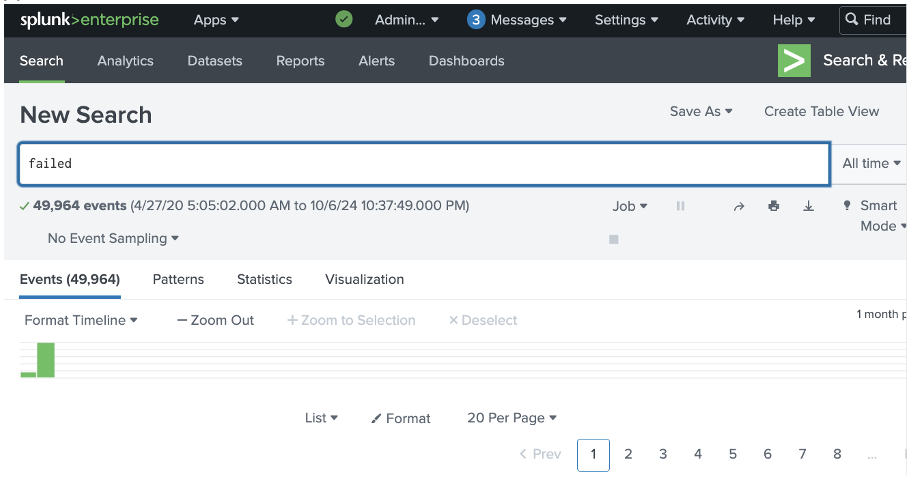 splunk>enterprise Apps Admin... 3 Messages Settings Activity Help Find
Search Analytics Datasets Reports Alerts Dashboards > Search & Re
New Search Save As Create Table View
failed All time
49,964 events (4/27/20 5:05:02.000 AM to 10/6/24 10:37:49.000 PM) Job Smart
Mode
No Event Sampling
Events (49,964) Patterns Statistics Visualization
Format Timeline — Zoom Out + Zoom to Selection × Deselect 1 month p
List Format 20 Per Page
< Prev 1 2 3 4 5 6 7 8 ...